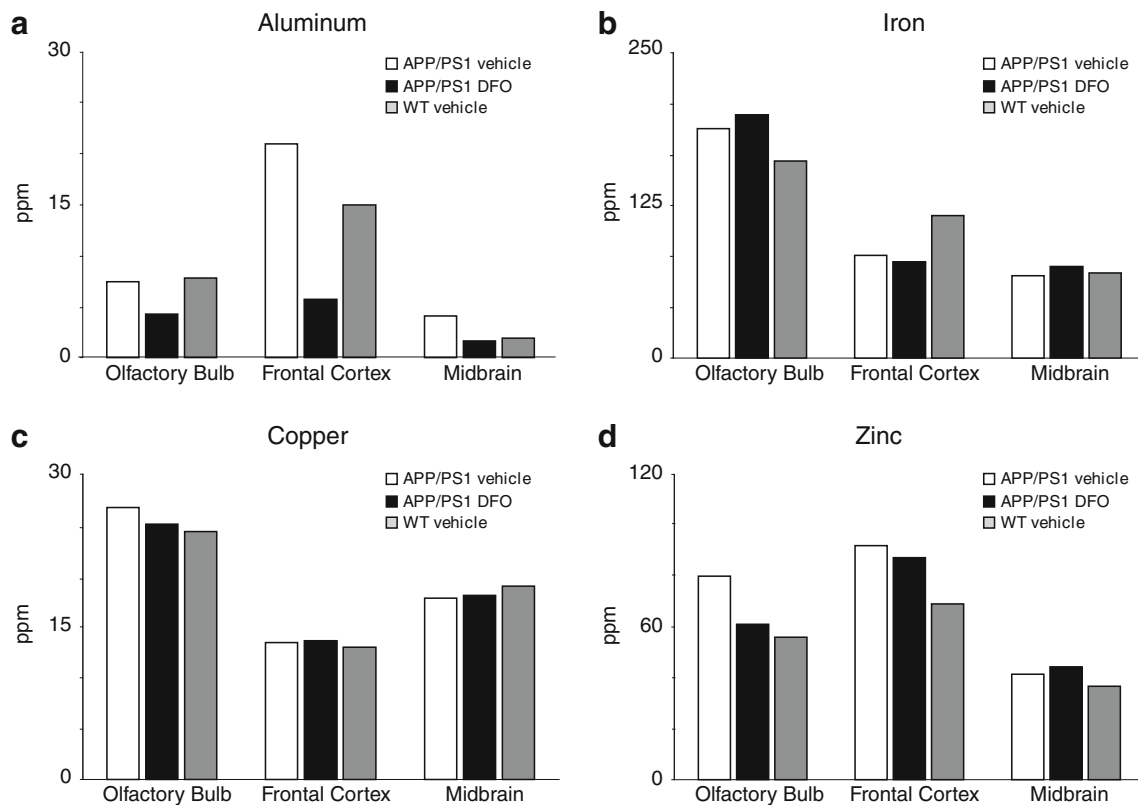 a
Aluminum
30
15
0
ppm
APP/PS1 vehicle
APP/PS1 DFO
WT vehicle
Olfactory Bulb
Frontal Cortex
Midbrain
b
Iron
250
125
0
ppm
APP/PS1 vehicle
APP/PS1 DFO
WT vehicle
Olfactory Bulb
Frontal Cortex
Midbrain
c
Copper
30
15
0
ppm
APP/PS1 vehicle
APP/PS1 DFO
WT vehicle
Olfactory Bulb
Frontal Cortex
Midbrain
d
Zinc
120
60
0
ppm
APP/PS1 vehicle
APP/PS1 DFO
WT vehicle
Olfactory Bulb
Frontal Cortex
Midbrain